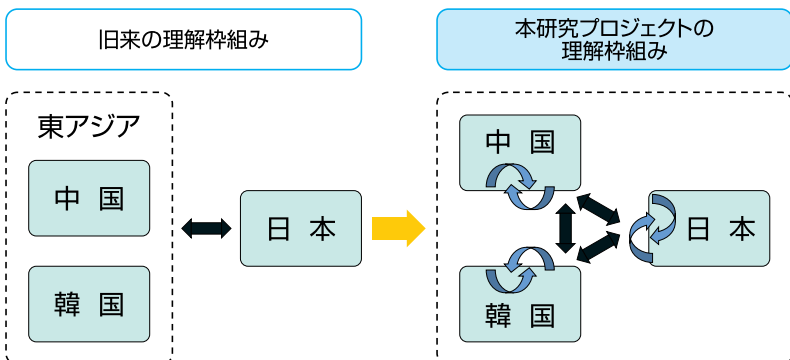 旧来の理解枠組み
本研究プロジェクトの
理解枠組み
東アジア
中 国
韓 国
日 本
中 国
韓 国
日 本